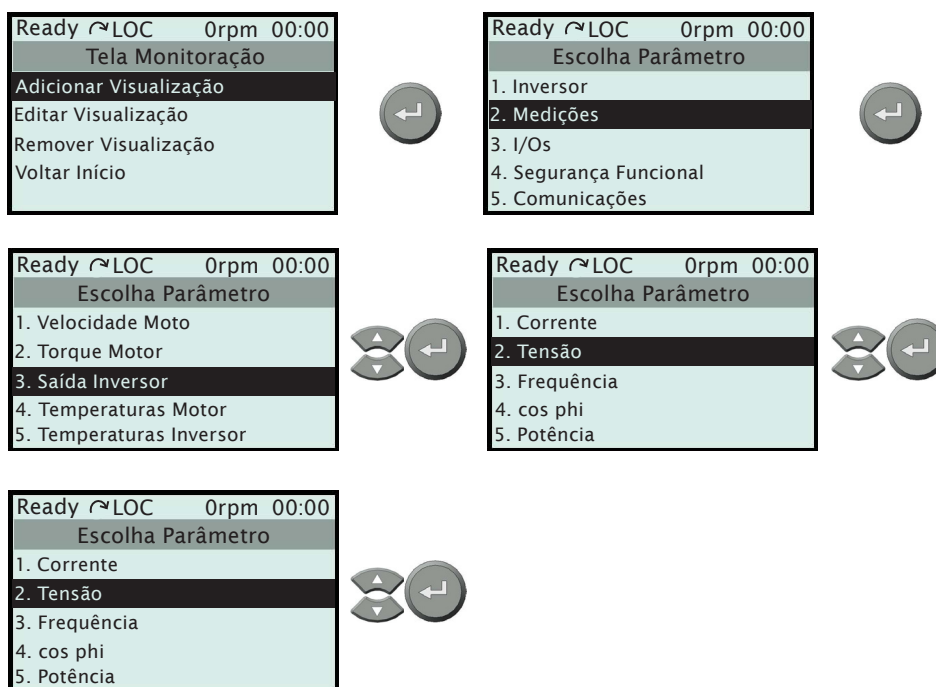 Ready LOC 0rpm 00:00
Tela Monitoração
Adicionar Visualização
Editar Visualização
Remover Visualização
Voltar Início
Ready LOC 0rpm 00:00
Escolha Parâmetro
1. Inversor
2. Medições
3. I/Os
4. Segurança Funcional
5. Comunicações
Ready LOC 0rpm 00:00
Escolha Parâmetro
1. Velocidade Moto
2. Torque Motor
3. Saída Inversor
4. Temperaturas Motor
5. Temperaturas Inversor
Ready LOC 0rpm 00:00
Escolha Parâmetro
1. Corrente
2. Tensão
3. Frequência
4. cos phi
5. Potência
Ready LOC 0rpm 00:00
Escolha Parâmetro
1. Corrente
2. Tensão
3. Frequência
4. cos phi
5. Potência